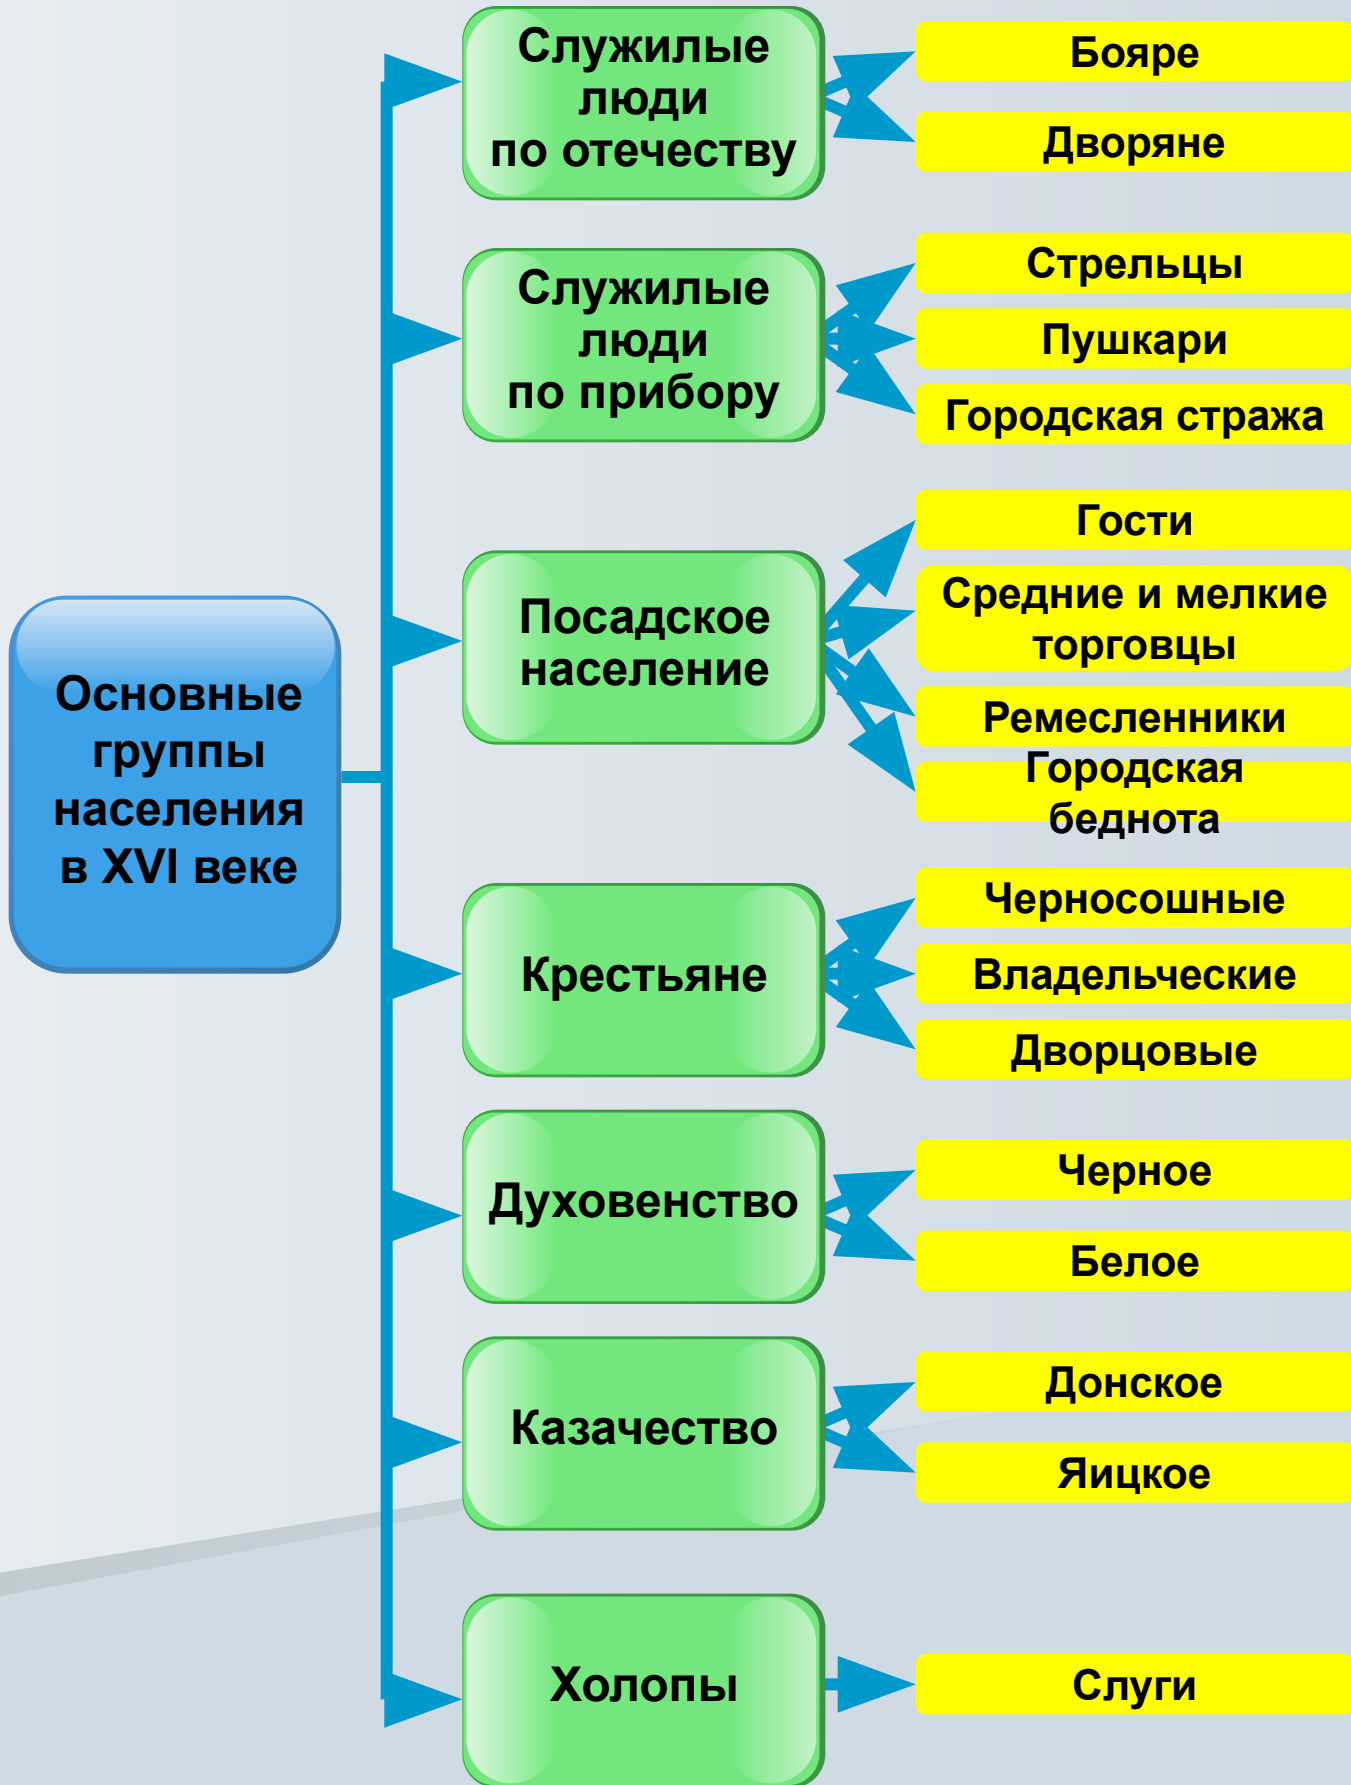 Основные
группы
населения
в XVI веке
Служилые
люди
по отечеству
Бояре
Дворяне
Служилые
люди
по прибору
Стрельцы
Пушкари
Городская стража
Посадское
население
Гости
Средние и мелкие
торговцы
Ремесленники
Городская
беднота
Крестьяне
Черносошные
Владельческие
Дворцовые
Духовенство
Черное
Белое
Казачество
Донское
Яицкое
Холопы
Слуги